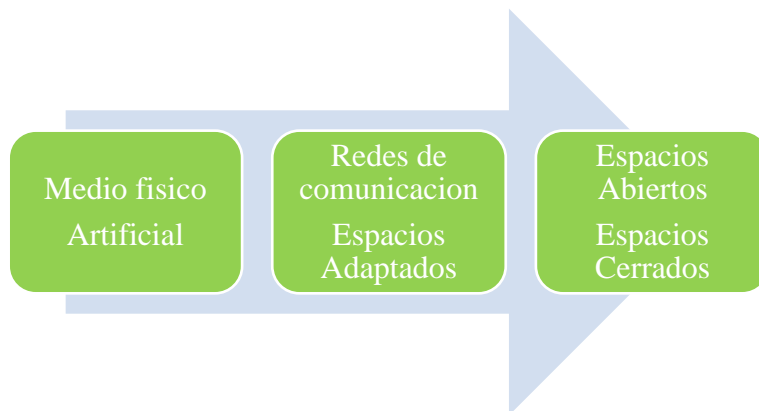 Medio fisico
Artificial
Redes de
comunicacion
Espacios
Adaptados
Espacios
Abiertos
Espacios
Cerrados